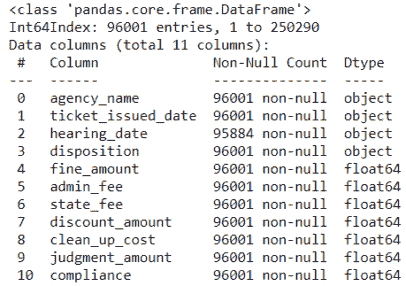 <class 'pandas.core.frame.DataFrame'>
Int64Index: 96001 entries, 1 to 250290
Data columns (total 11 columns):
 #   Column              Non-Null Count  Dtype
---  ------              --------------  -----
 0   agency_name         96001 non-null  object
 1   ticket_issued_date  96001 non-null  object
 2   hearing_date        95884 non-null  object
 3   disposition         96001 non-null  object
 4   fine_amount         96001 non-null  float64
 5   admin_fee           96001 non-null  float64
 6   state_fee           96001 non-null  float64
 7   discount_amount     96001 non-null  float64
 8   clean_up_cost       96001 non-null  float64
 9   judgment_amount     96001 non-null  float64
 10  compliance          96001 non-null  float64